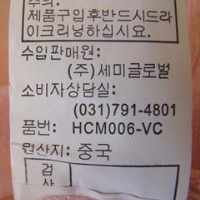 주의:
제품구입후반드시드라
이크리닝하십시요.
수입판매원:
(주)세미글로벌
소비자상담실:
(031)791-4801
품번: HCM006-VC
원산지: 중국
검
사